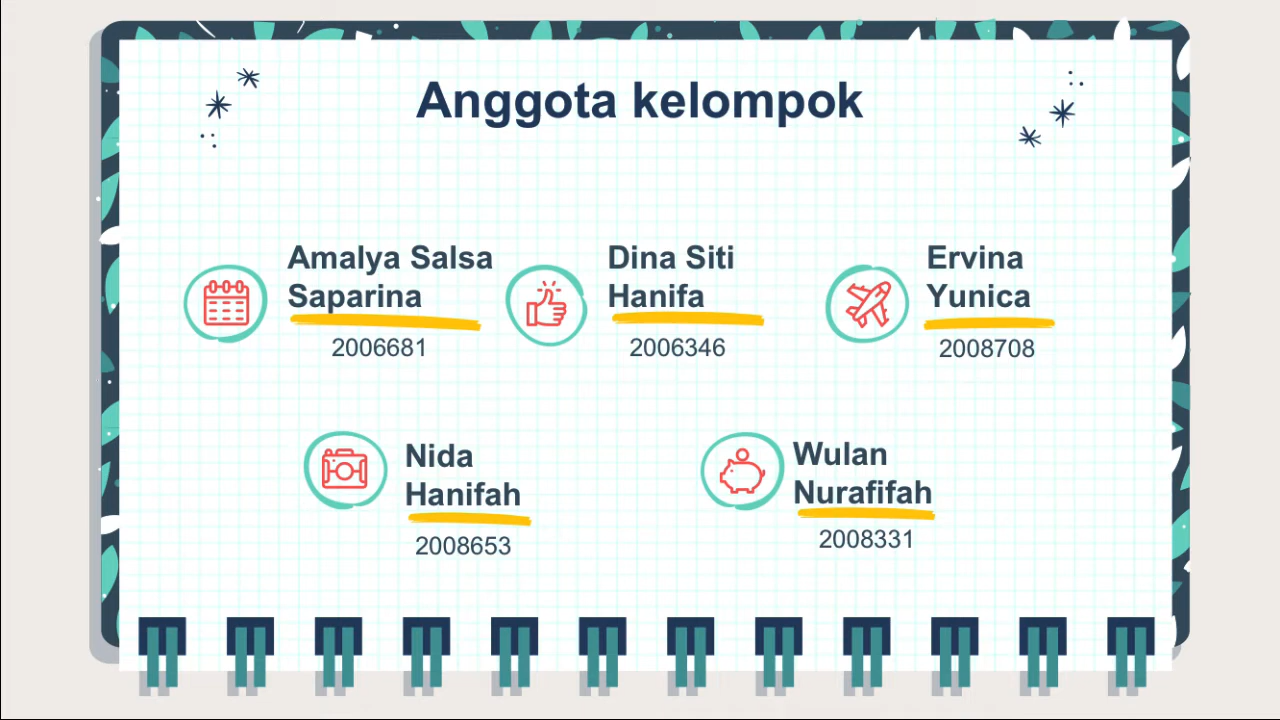 Anggota kelompok
Amalya Salsa
Saparina
2006681
Dina Siti
Hanifa
2006346
Ervina
Yunica
2008708
Nida
Hanifah
2008653
Wulan
Nurafifah
2008331